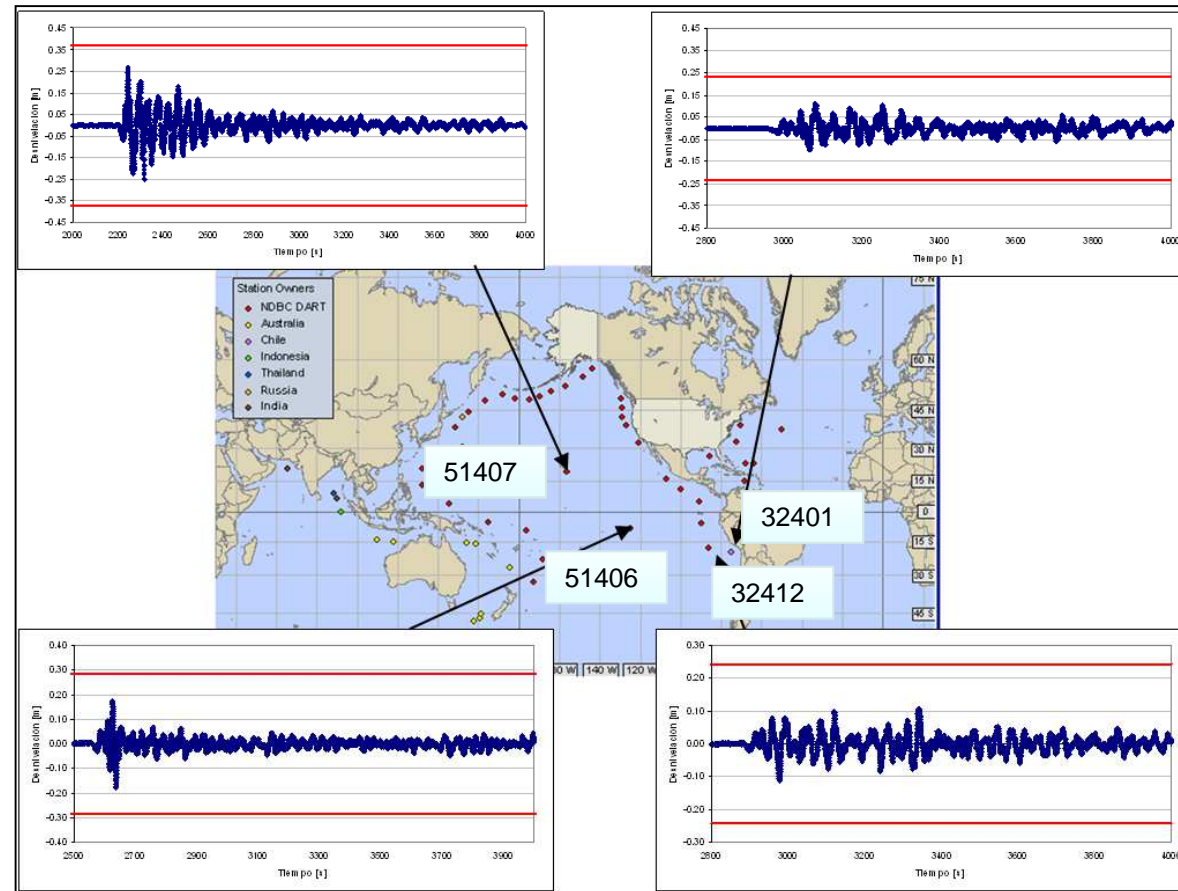 0.45
0.35
0.25
0.15
0.05
-0.05
-0.15
-0.25
-0.35
-0.45
Desnivelación [m]
2000 2200 2400 2600 2800 3000 3200 3400 3600 3800 4000
Tiempo [s]
0.45
0.35
0.25
0.15
0.05
-0.05
-0.15
-0.25
-0.35
-0.45
Desnivelación [m]
2800 3000 3200 3400 3600 3800 4000
Tiempo [s]
Station Owners
NDBC DART
Australia
Chile
Indonesia
Thailand
Russia
India
75 N
60 N
45 N
30 N
15 N
0
15 S
30 S
45 S
51407
32401
51406
32412
140 W 120 W
0.40
0.30
0.20
0.10
0.00
-0.10
-0.20
-0.30
-0.40
Desnivelación [m]
2500 2700 2900 3100 3300 3500 3700 3900
Tiempo [s]
0.30
0.20
0.10
0.00
-0.10
-0.20
-0.30
Desnivelación [m]
2800 3000 3200 3400 3600 3800 4000
Tiempo [s]